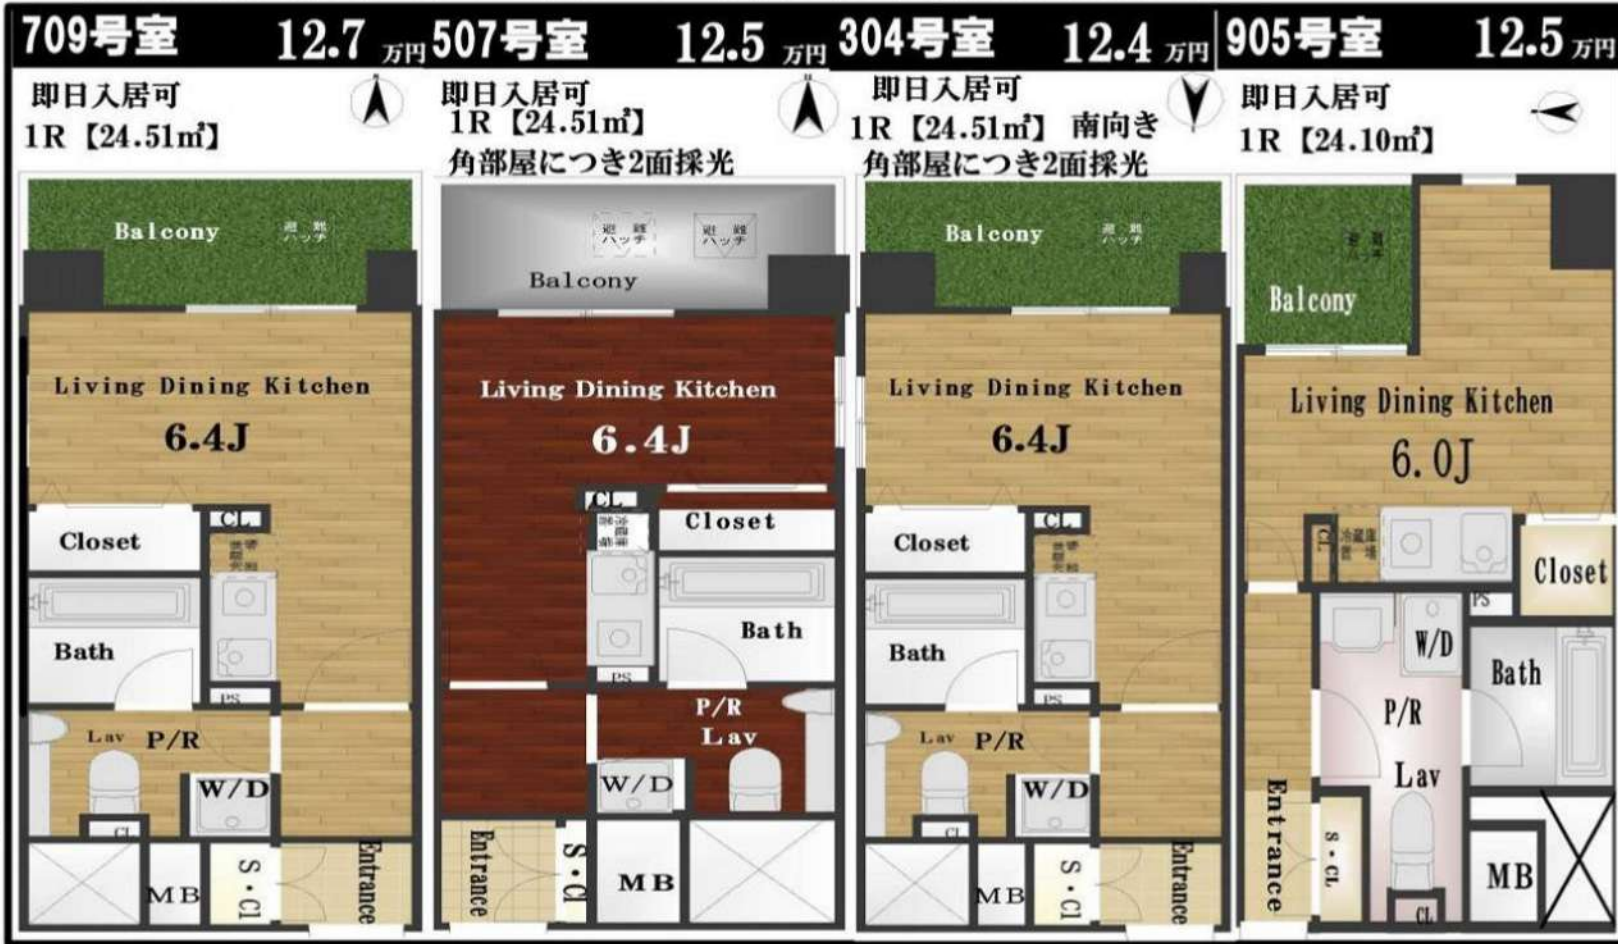 709号室 12.7 万円
即日入居可
1R【24.51㎡】
N
Balcony
避難
ハッチ
Living Dining Kitchen
6.4J
Closet
CL
Bath
PS
Lav P/R
W/D
CL
MB
S・Cl
Entrance
507号室 12.5 万円
即日入居可
1R【24.51㎡】
角部屋につき2面採光
避難
ハッチ
避難
ハッチ
Balcony
Living Dining Kitchen
6.4J
CL
Closet
Bath
PS
P/R
Lav
W/D
Entrance
S・Cl
MB
304号室 12.4 万円
即日入居可
1R【24.51㎡】 南向き
角部屋につき2面採光
Balcony
避難
ハッチ
Living Dining Kitchen
6.4J
Closet
CL
Bath
PS
Lav P/R
W/D
CL
MB
S・Cl
Entrance
905号室 12.5 万円
即日入居可
1R【24.10㎡】
避難
ハッチ
Balcony
Living Dining Kitchen
6.0J
CL
冷蔵庫
置場
Closet
PS
W/D
Bath
P/R
Lav
Entrance
S・CL
MB
CL